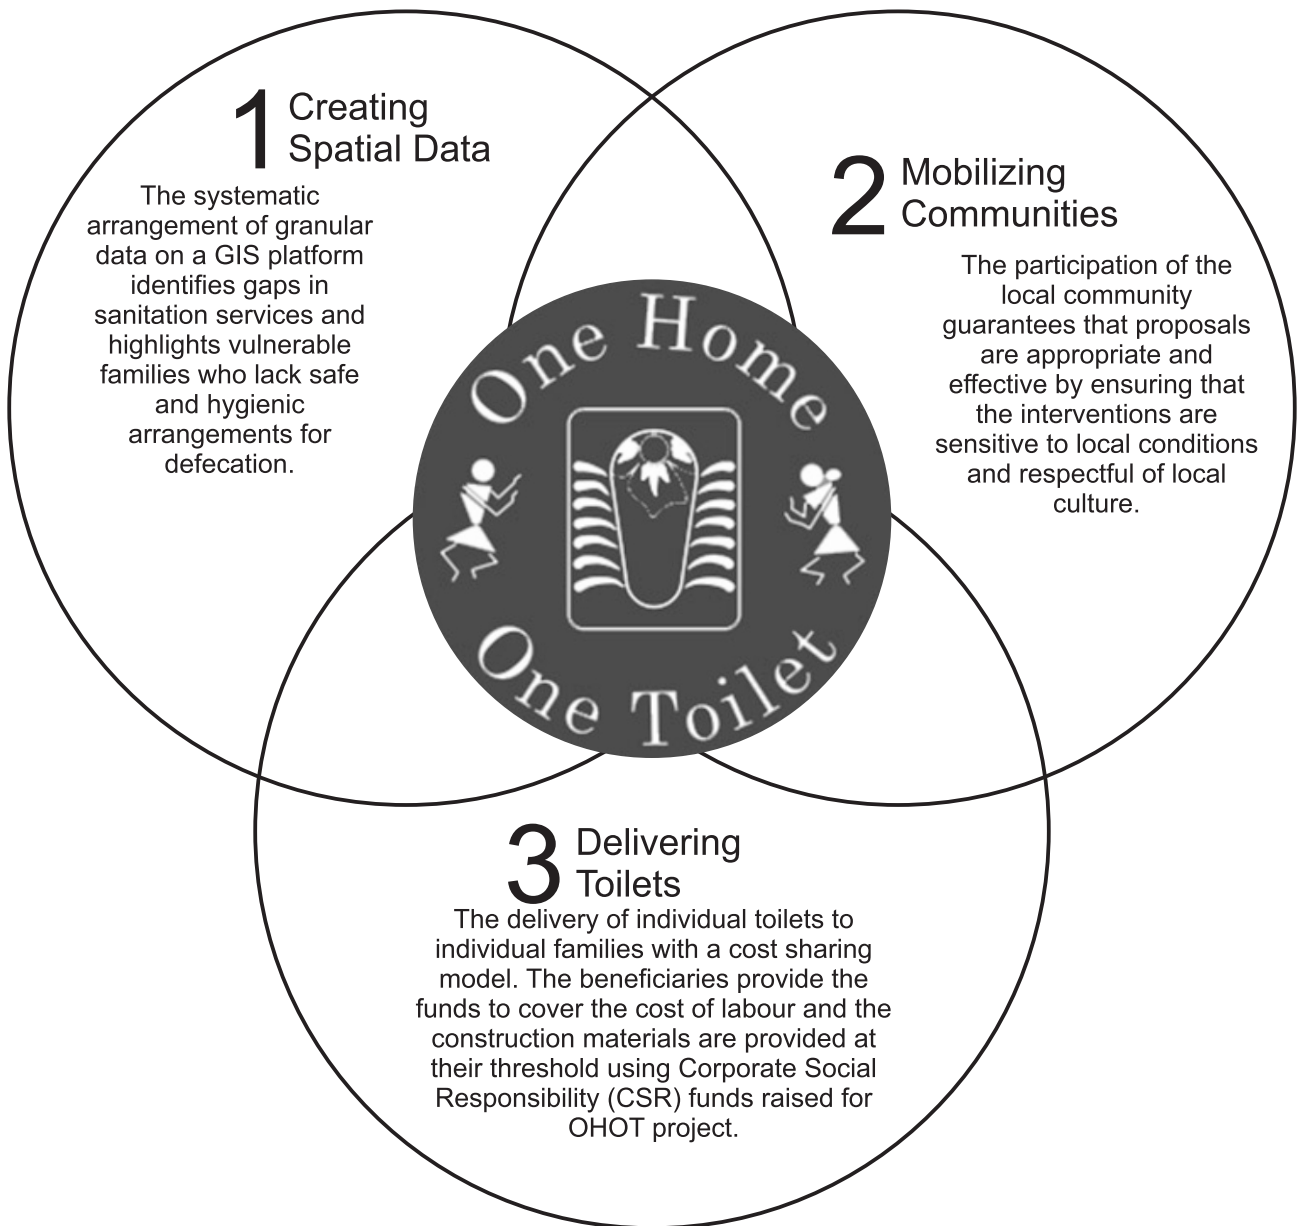 1 Creating
Spatial Data
The systematic
arrangement of granular
data on a GIS platform
identifies gaps in
sanitation services and
highlights vulnerable
families who lack safe
and hygienic
arrangements for
defecation.
2 Mobilizing
Communities
The participation of the
local community
guarantees that proposals
are appropriate and
effective by ensuring that
the interventions are
sensitive to local conditions
and respectful of local
culture.
One Home
One Toilet
3 Delivering
Toilets
The delivery of individual toilets to
individual families with a cost sharing
model. The beneficiaries provide the
funds to cover the cost of labour and the
construction materials are provided at
their threshold using Corporate Social
Responsibility (CSR) funds raised for
OHOT project.